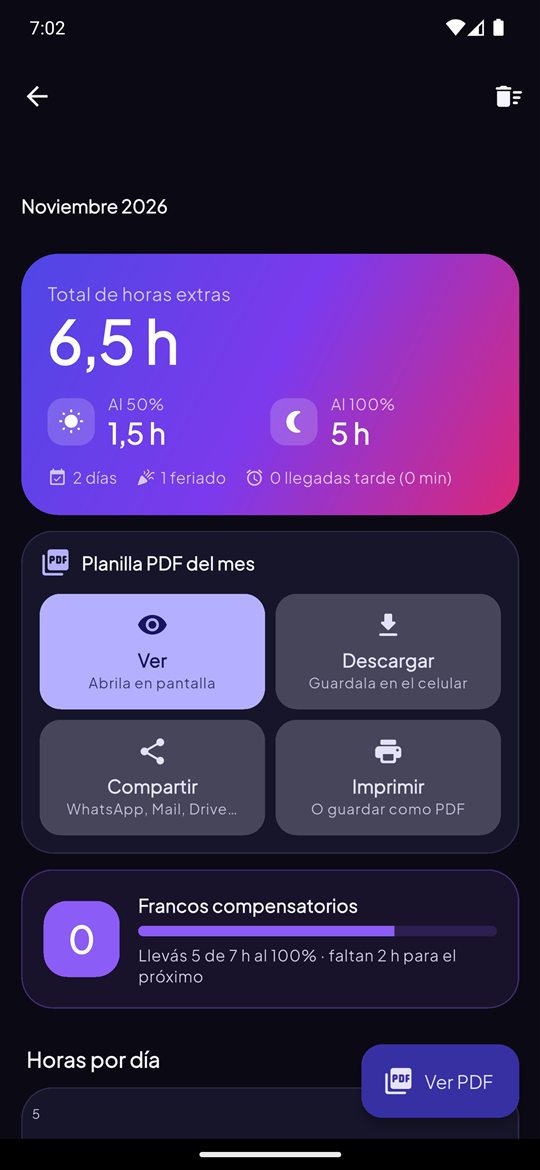 7:02
Noviembre 2026
Total de horas extras
6,5 h
Al 50%
1,5 h
Al 100%
5 h
2 días
1 feriado
0 llegadas tarde (0 min)
PDF
Planilla PDF del mes
Ver
Abrila en pantalla
Descargar
Guardala en el celular
Compartir
WhatsApp, Mail, Drive…
Imprimir
O guardar como PDF
0
Francos compensatorios
Llevás 5 de 7 h al 100% · faltan 2 h para el
próximo
Horas por día
PDF
Ver PDF
5